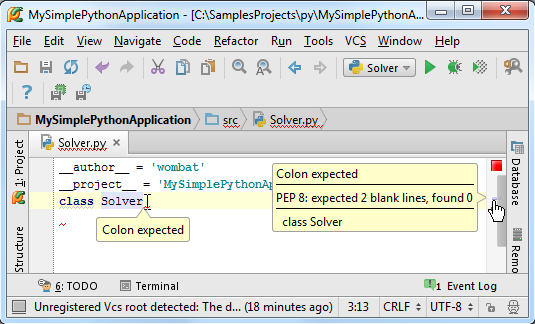 MySimplePythonApplication - [C:\SamplesProjects\py\MySimplePythonA...
File Edit View Navigate Code Refactor Run Tools VCS Window Help
Solver
?
MySimplePythonApplication src Solver.py
Solver.py
1: Project
Structure
__author__ = 'wombat'
__project__ = 'MySimplePythonAp
class Solver
Colon expected
Colon expected
PEP 8: expected 2 blank lines, found 0
class Solver
Database
Remo
6: TODO Terminal 1 Event Log
Unregistered Vcs root detected: The d... (18 minutes ago) 3:13 CRLF UTF-8